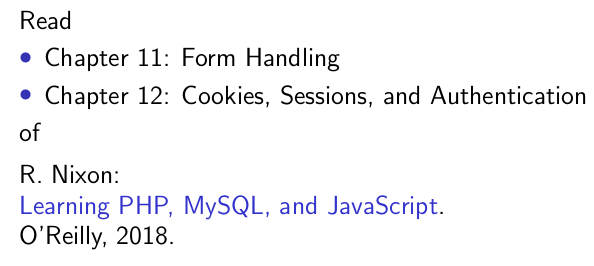 Read
• Chapter 11: Form Handling
• Chapter 12: Cookies, Sessions, and Authentication
of
R. Nixon:
Learning PHP, MySQL, and JavaScript.
O'Reilly, 2018.